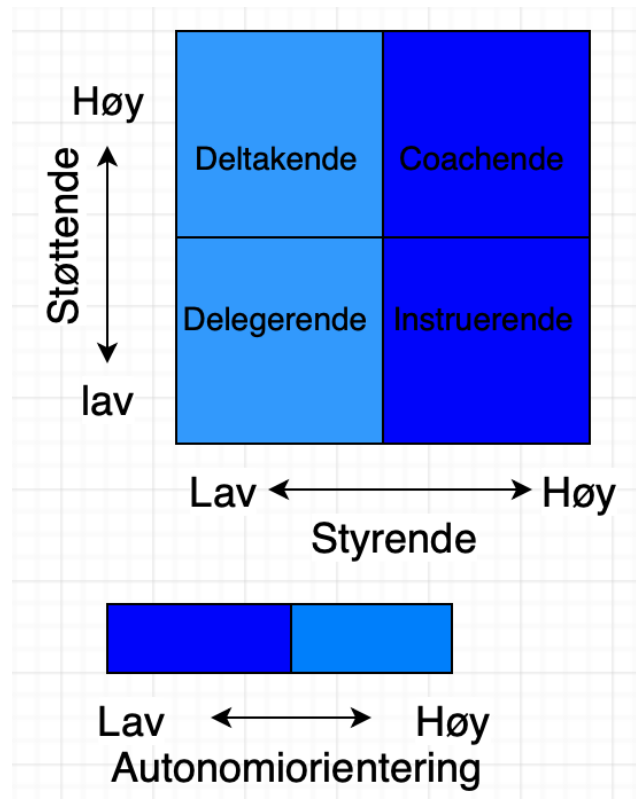 Høy
Støttende
lav
Deltakende
Coachende
Delegerende
Instruerende
Lav
Høy
Styrende
Lav
Høy
Autonomiorientering